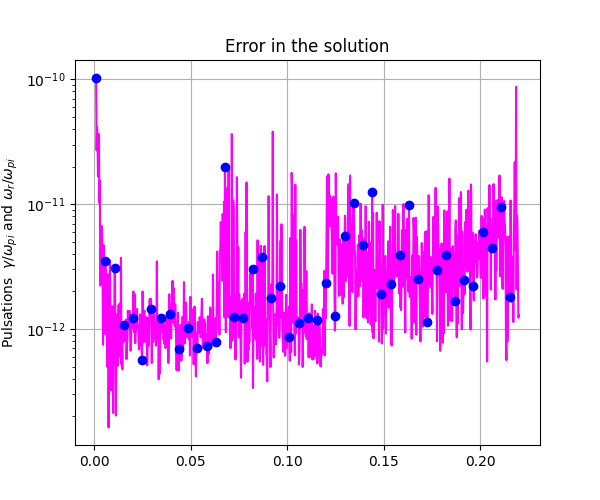 Error in the solution
Pulsations γ/ω_pi and ω_r/ω_pi
10⁻¹⁰
10⁻¹¹
10⁻¹²
0.00 0.05 0.10 0.15 0.20